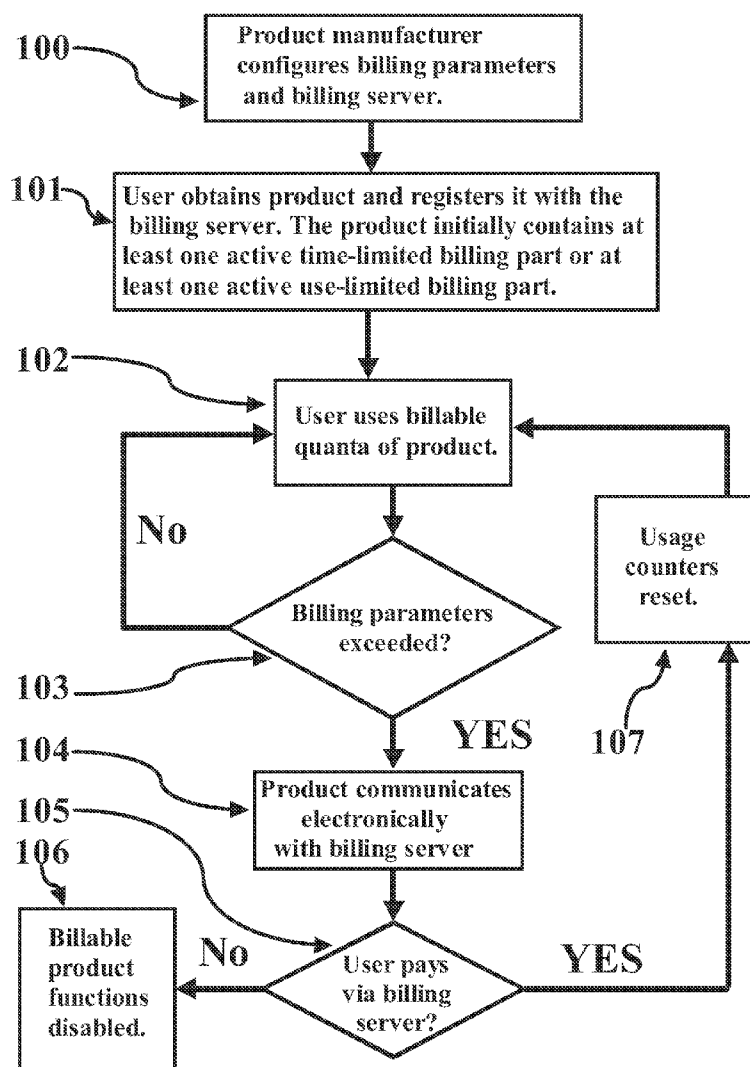 100
Product manufacturer
configures billing parameters
and billing server.
101
User obtains product and registers it with the
billing server. The product initially contains at
least one active time-limited billing part or at
least one active use-limited billing part.
102
User uses billable
quanta of product.
No
Usage
counters
reset.
Billing parameters
exceeded?
103
107
YES
104
Product communicates
electronically
with billing server
105
106
Billable
product
functions
disabled.
No
User pays
via billing
server?
YES